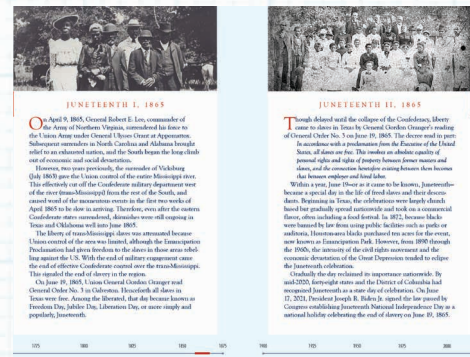 JUNETEENTH I, 1865
On April 9, 1865, General Robert E. Lee, commander of
the Army of Northern Virginia, surrendered his force to
the Union Army under General Ulysses Grant at Appomattox.
Subsequent surrenders in North Carolina and Alabama brought
relief to an exhausted nation, and the South began the long climb
out of economic and social devastation.
However, two years previously, the surrender of Vicksburg
(July 1863) gave the Union control of the entire Mississippi river.
This effectively cut off the Confederate military department west
of the river (trans-Mississippi) from the rest of the South, and
caused word of the momentous events in the first two weeks of
April 1865 to be slow in arriving. Therefore, even after the eastern
Confederate states surrendered, skirmishes were still ongoing in
Texas and Oklahoma well into June 1865.
The liberty of trans-Mississippi slaves was attenuated because
Union control of the area was limited, although the Emancipation
Proclamation had given freedom to the slaves in those areas rebel-
ling against the US. With the end of military engagement came
the end of effective Confederate control over the trans-Mississippi.
This signaled the end of slavery in the region.
On June 19, 1865, Union General Gordon Granger read
General Order No. 3 in Galveston. Henceforth all slaves in
Texas were free. Among the liberated, that day became known as
Freedom Day, Jubilee Day, Liberation Day, or more simply and
popularly, Juneteenth.
1775 1800 1825 1850 1875
JUNETEENTH II, 1865
Though delayed until the collapse of the Confederacy, liberty
came to slaves in Texas by General Gordon Granger's reading
of General Order No. 3 on June 19, 1865. The decree read in part:
In accordance with a proclamation from the Executive of the United
States, all slaves are free. This involves an absolute equality of
personal rights and rights of property between former masters and
slaves, and the connection heretofore existing between them becomes
that between employer and hired labor.
Within a year, June 19—or as it came to be known, Juneteenth—
became a special day in the life of freed slaves and their descend-
ants. Beginning in Texas, the celebrations were largely church
based but gradually spread nationwide and took on a commercial
flavor, often including a food festival. In 1872, because blacks
were banned by law from using public facilities such as parks or
auditoria, Houston-area blacks purchased ten acres for the event,
now known as Emancipation Park. However, from 1890 through
the 1960s, the intensity of the civil rights movement and the
economic devastation of the Great Depression tended to eclipse
the Juneteenth celebration.
Gradually the day reclaimed its importance nationwide. By
mid-2020, forty-eight states and the District of Columbia had
recognized Juneteenth as a state day of celebration. On June
17, 2021, President Joseph R. Biden Jr. signed the law passed by
Congress establishing Juneteenth National Independence Day as a
national holiday celebrating the end of slavery on June 19, 1865.
1900 1925 1950 1975 2000